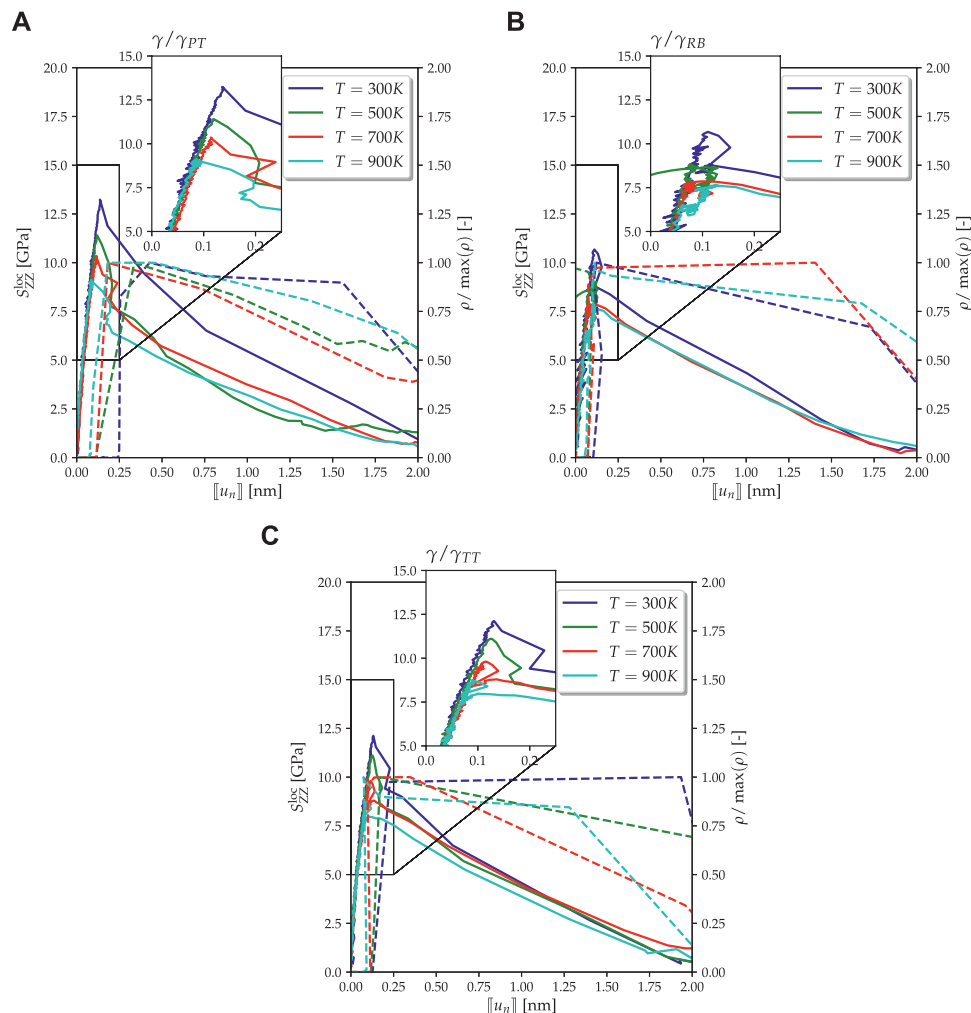 A
γ/γPT
20.0
17.5
15.0
12.5
10.0
7.5
5.0
2.5
0.0
S_ZZ^loc [GPa]
0.00 0.25 0.50 0.75 1.00 1.25 1.50 1.75 2.00
⟦u_n⟧ [nm]
2.00
1.75
1.50
1.25
1.00
0.75
0.50
0.25
0.00
ρ/ max(ρ) [-]
15.0
12.5
10.0
7.5
5.0
0.0 0.1 0.2
T = 300K
T = 500K
T = 700K
T = 900K
B
γ/γRB
20.0
17.5
15.0
12.5
10.0
7.5
5.0
2.5
0.0
S_ZZ^loc [GPa]
0.00 0.25 0.50 0.75 1.00 1.25 1.50 1.75 2.00
⟦u_n⟧ [nm]
2.00
1.75
1.50
1.25
1.00
0.75
0.50
0.25
0.00
ρ/ max(ρ) [-]
15.0
12.5
10.0
7.5
5.0
0.0 0.1 0.2
T = 300K
T = 500K
T = 700K
T = 900K
C
γ/γTT
20.0
17.5
15.0
12.5
10.0
7.5
5.0
2.5
0.0
S_ZZ^loc [GPa]
0.00 0.25 0.50 0.75 1.00 1.25 1.50 1.75 2.00
⟦u_n⟧ [nm]
2.00
1.75
1.50
1.25
1.00
0.75
0.50
0.25
0.00
ρ/ max(ρ) [-]
15.0
12.5
10.0
7.5
5.0
0.0 0.1 0.2
T = 300K
T = 500K
T = 700K
T = 900K